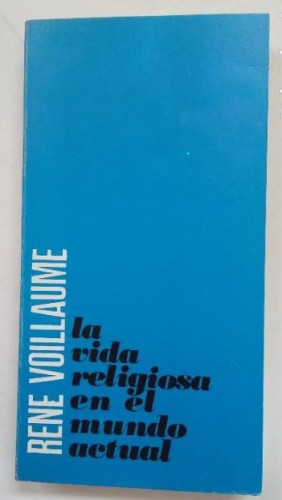 RENE VOILLAUME
la
vida
religiosa
en el
mundo
actual